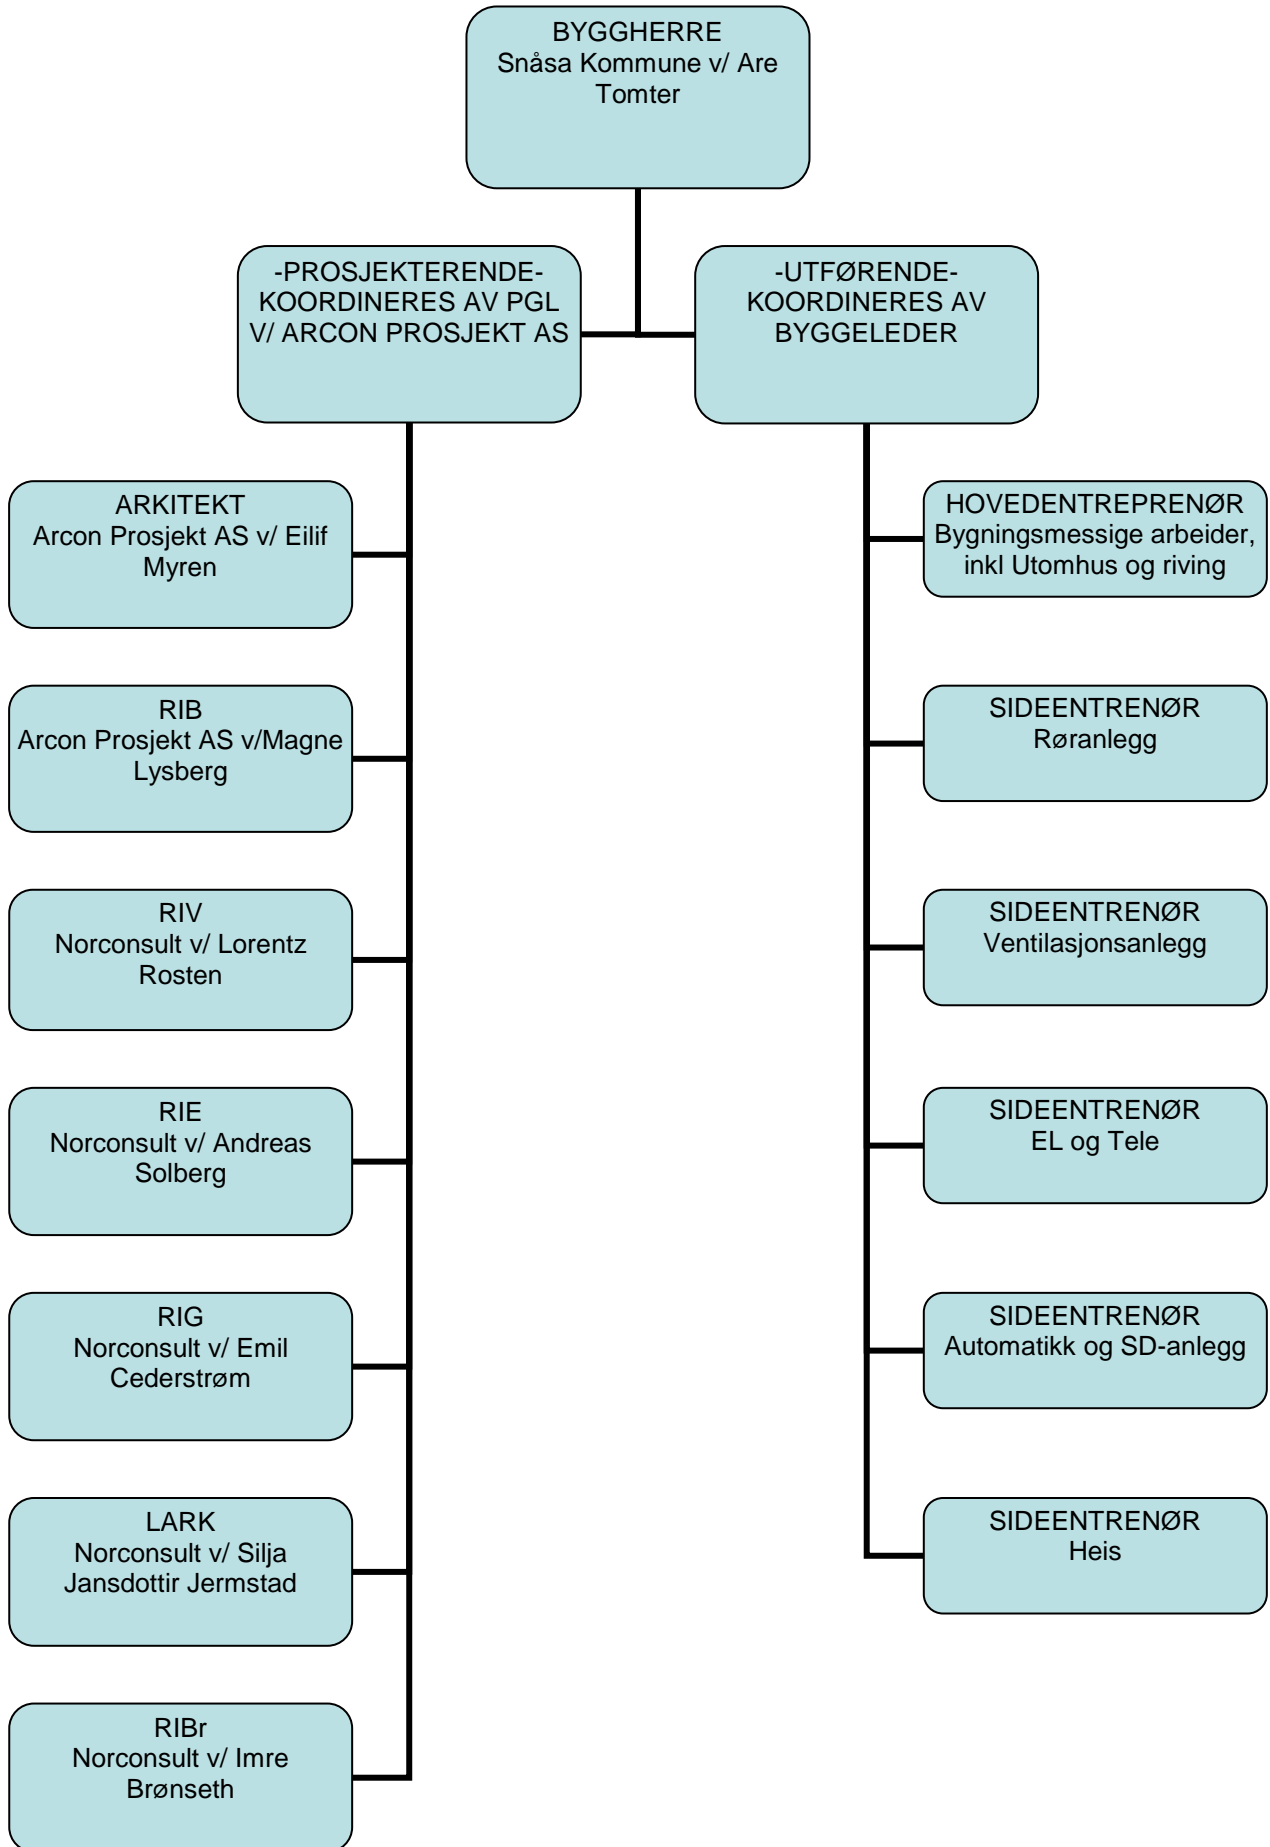 BYGGHERRE
Snåsa Kommune v/ Are
Tomter
-PROSJEKTERENDE-
KOORDINERES AV PGL
V/ ARCON PROSJEKT AS
-UTFØRENDE-
KOORDINERES AV
BYGGELEDER
ARKITEKT
Arcon Prosjekt AS v/ Eilif
Myren
RIB
Arcon Prosjekt AS v/Magne
Lysberg
RIV
Norconsult v/ Lorentz
Rosten
RIE
Norconsult v/ Andreas
Solberg
RIG
Norconsult v/ Emil
Cederstrøm
LARK
Norconsult v/ Silja
Jansdottir Jermstad
RIBr
Norconsult v/ Imre
Brønseth
HOVEDENTREPRENØR
Bygningsmessige arbeider,
inkl Utomhus og riving
SIDEENTRENØR
Røranlegg
SIDEENTRENØR
Ventilasjonsanlegg
SIDEENTRENØR
EL og Tele
SIDEENTRENØR
Automatikk og SD-anlegg
SIDEENTRENØR
Heis